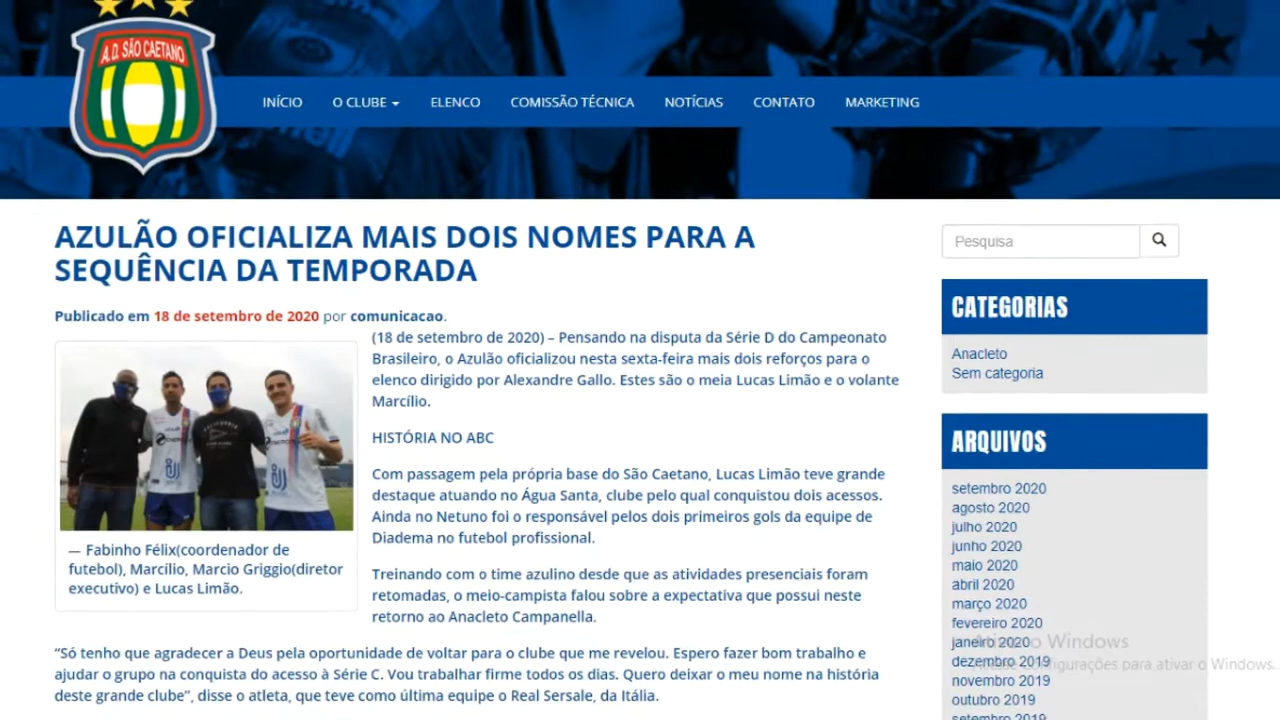 A.D. SÃO CAETANO
INÍCIO
O CLUBE
ELENCO
COMISSÃO TÉCNICA
NOTÍCIAS
CONTATO
MARKETING
AZULÃO OFICIALIZA MAIS DOIS NOMES PARA A
SEQUÊNCIA DA TEMPORADA
Publicado em 18 de setembro de 2020 por comunicacao.
(18 de setembro de 2020) – Pensando na disputa da Série D do Campeonato
Brasileiro, o Azulão oficializou nesta sexta-feira mais dois reforços para o
elenco dirigido por Alexandre Gallo. Estes são o meia Lucas Limão e o volante
Marcílio.
HISTÓRIA NO ABC
Com passagem pela própria base do São Caetano, Lucas Limão teve grande
destaque atuando no Água Santa, clube pelo qual conquistou dois acessos.
Ainda no Netuno foi o responsável pelos dois primeiros gols da equipe de
Diadema no futebol profissional.
Treinando com o time azulino desde que as atividades presenciais foram
retomadas, o meio-campista falou sobre a expectativa que possui neste
retorno ao Anacleto Campanella.
— Fabinho Félix(coordenador de
futebol), Marcílio, Marcio Griggio(diretor
executivo) e Lucas Limão.
“Só tenho que agradecer a Deus pela oportunidade de voltar para o clube que me revelou. Espero fazer bom trabalho e
ajudar o grupo na conquista do acesso à Série C. Vou trabalhar firme todos os dias. Quero deixar o meu nome na história
deste grande clube”, disse o atleta, que teve como última equipe o Real Sersale, da Itália.
Pesquisa
CATEGORIAS
Anacleto
Sem categoria
ARQUIVOS
setembro 2020
agosto 2020
julho 2020
junho 2020
maio 2020
abril 2020
março 2020
fevereiro 2020
janeiro 2020
dezembro 2019
novembro 2019
outubro 2019
setembro 2019
Windows
configurações para ativar o Windows.